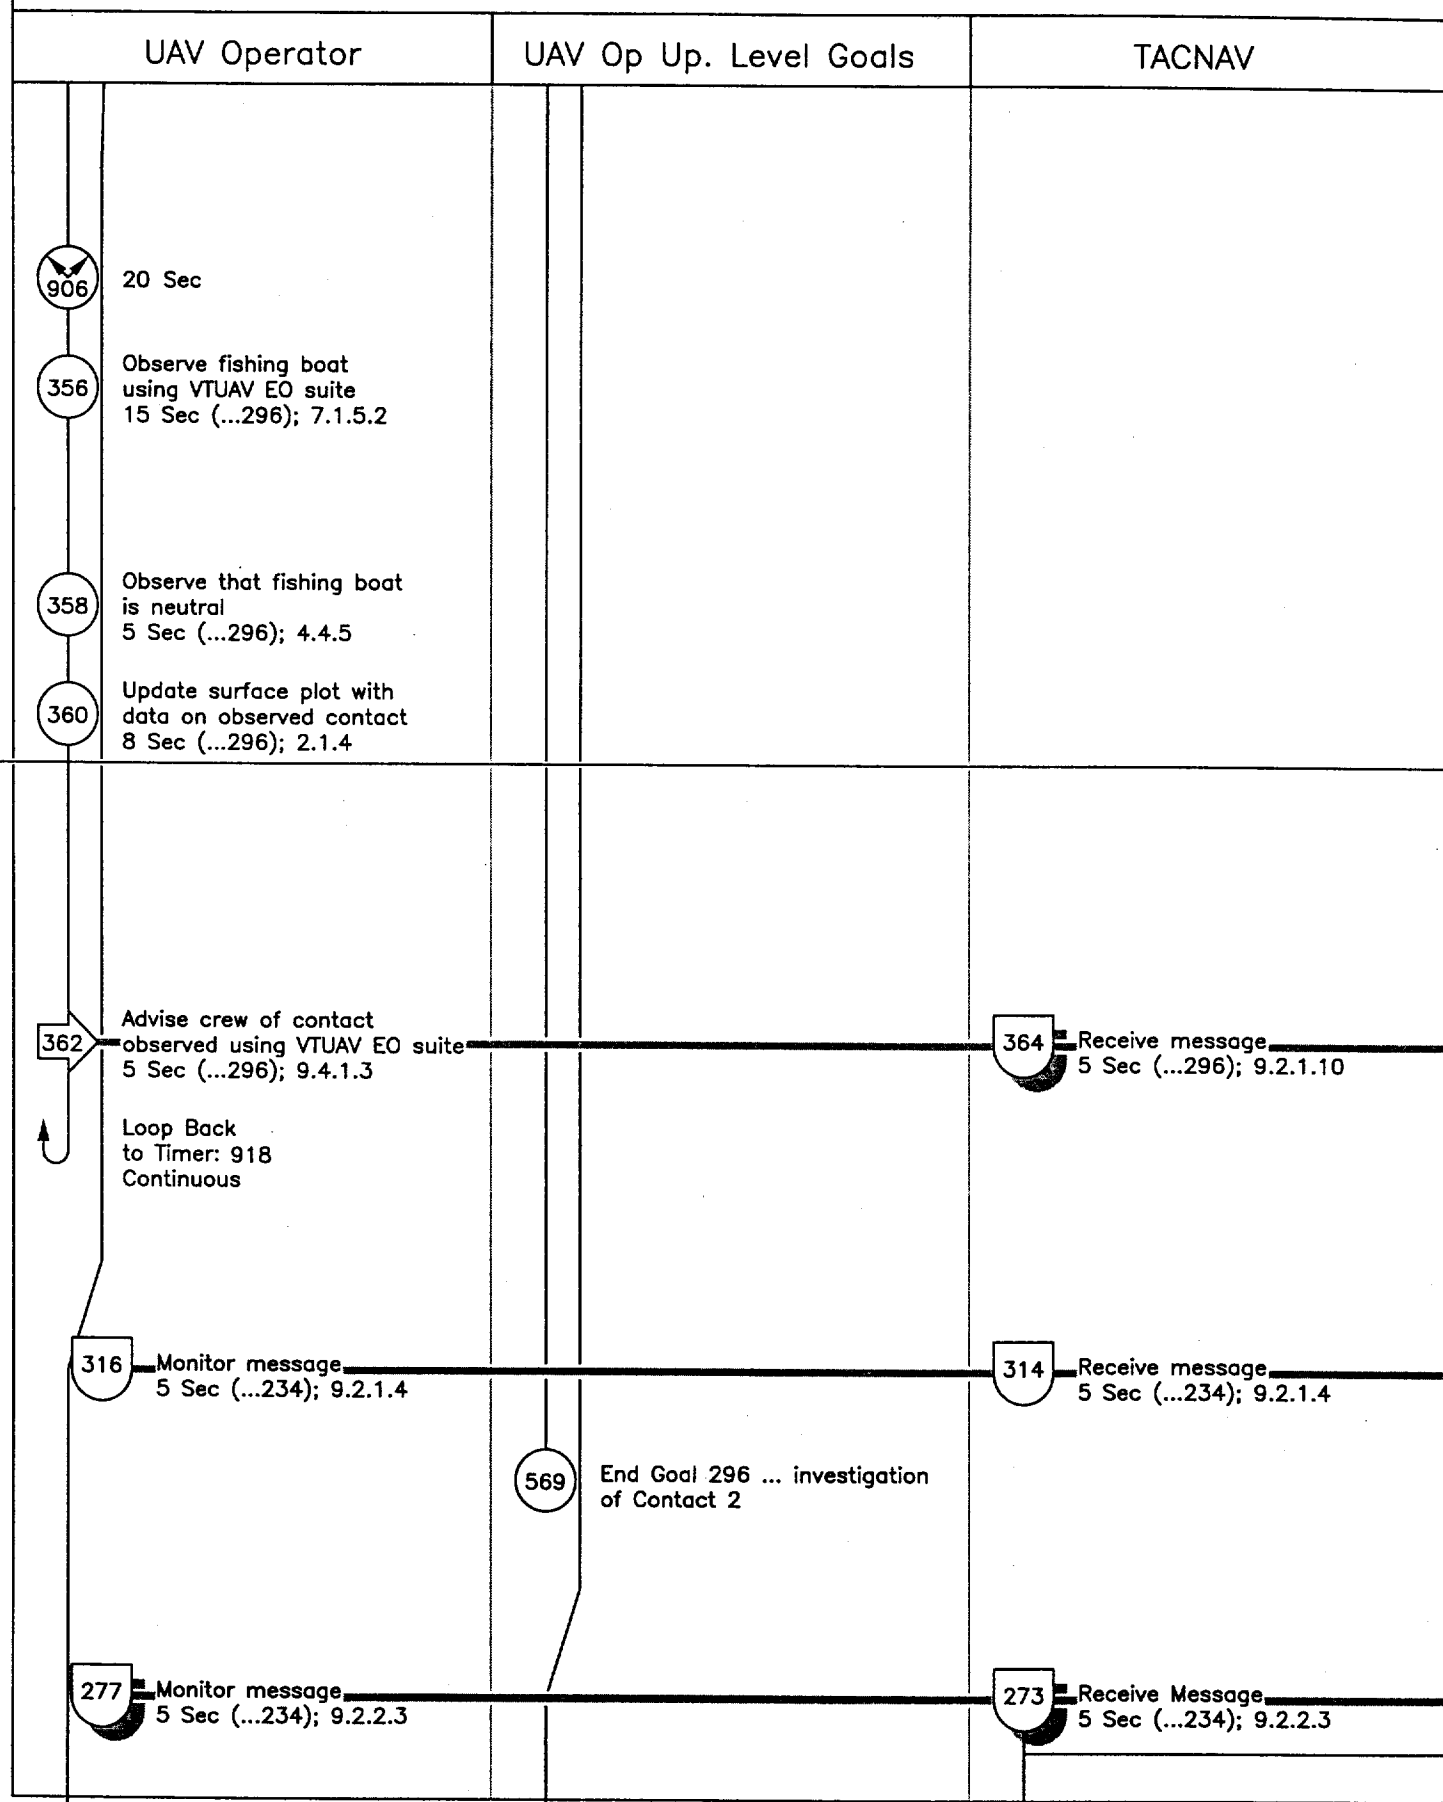 UAV Operator
UAV Op Up. Level Goals
TACNAV
906
20 Sec
356
Observe fishing boat
using VTUAV EO suite
15 Sec (...296); 7.1.5.2
358
Observe that fishing boat
is neutral
5 Sec (...296); 4.4.5
360
Update surface plot with
data on observed contact
8 Sec (...296); 2.1.4
362
Advise crew of contact
observed using VTUAV EO suite
5 Sec (...296); 9.4.1.3
364
Receive message
5 Sec (...296); 9.2.1.10
Loop Back
to Timer: 918
Continuous
316
Monitor message
5 Sec (...234); 9.2.1.4
314
Receive message
5 Sec (...234); 9.2.1.4
569
End Goal 296 ... investigation
of Contact 2
277
Monitor message
5 Sec (...234); 9.2.2.3
273
Receive Message
5 Sec (...234); 9.2.2.3